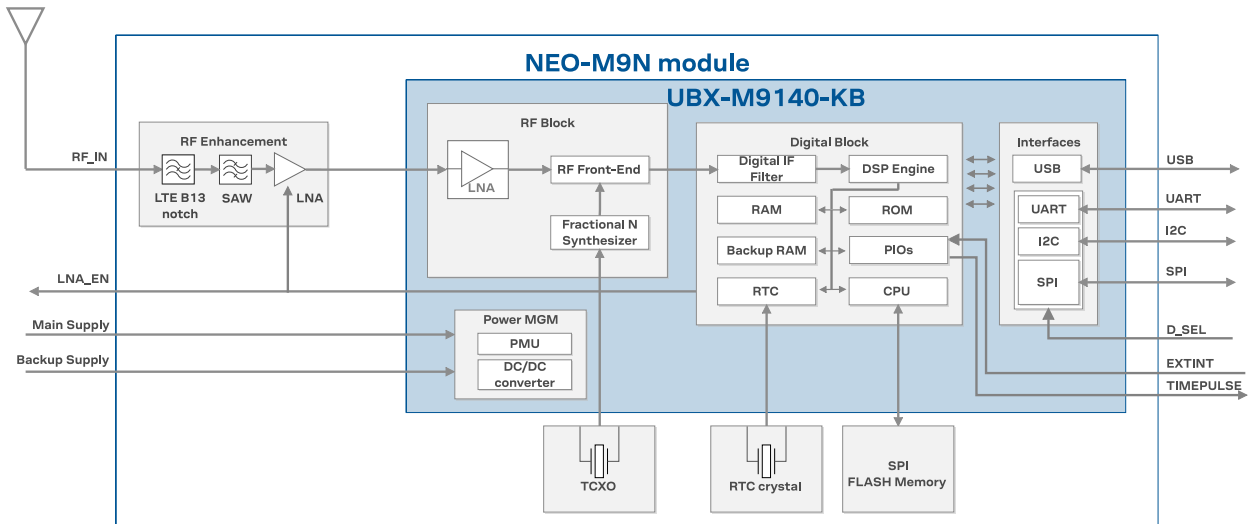 NEO-M9N module
UBX-M9140-KB
RF Enhancement
RF_IN
LTE B13
notch
SAW
LNA
RF Block
LNA
RF Front-End
Fractional N
Synthesizer
Digital Block
Digital IF
Filter
DSP Engine
RAM
ROM
Backup RAM
PIOs
RTC
CPU
Interfaces
USB
UART
I2C
SPI
USB
UART
I2C
SPI
D_SEL
EXTINT
TIMEPULSE
LNA_EN
Main Supply
Backup Supply
Power MGM
PMU
DC/DC
converter
TCXO
RTC crystal
SPI
FLASH Memory